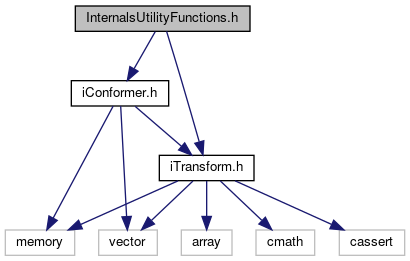 InternalsUtilityFunctions.h
iConformer.h
iTransform.h
memory
vector
array
cmath
cassert